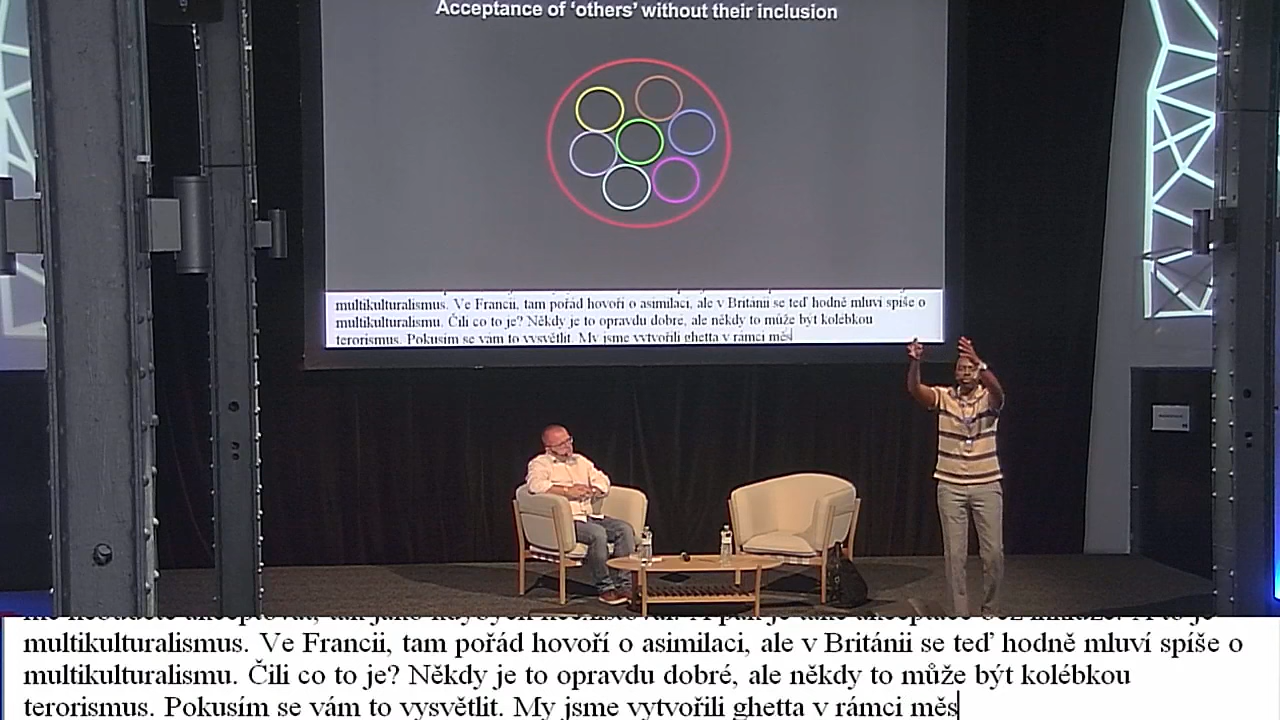 Acceptance of ‘others’ without their inclusion
multikulturalismus. Ve Francii, tam pořád hovoří o asimilaci, ale v Británii se teď hodně mluví spíše o
multikulturalismu. Čili co to je? Někdy je to opravdu dobré, ale někdy to může být kolébkou
terorismus. Pokusím se vám to vysvětlit. My jsme vytvořili ghetta v rámci měs
multikulturalismus. Ve Francii, tam pořád hovoří o asimilaci, ale v Británii se teď hodně mluví spíše o
multikulturalismu. Čili co to je? Někdy je to opravdu dobré, ale někdy to může být kolébkou
terorismus. Pokusím se vám to vysvětlit. My jsme vytvořili ghetta v rámci měs